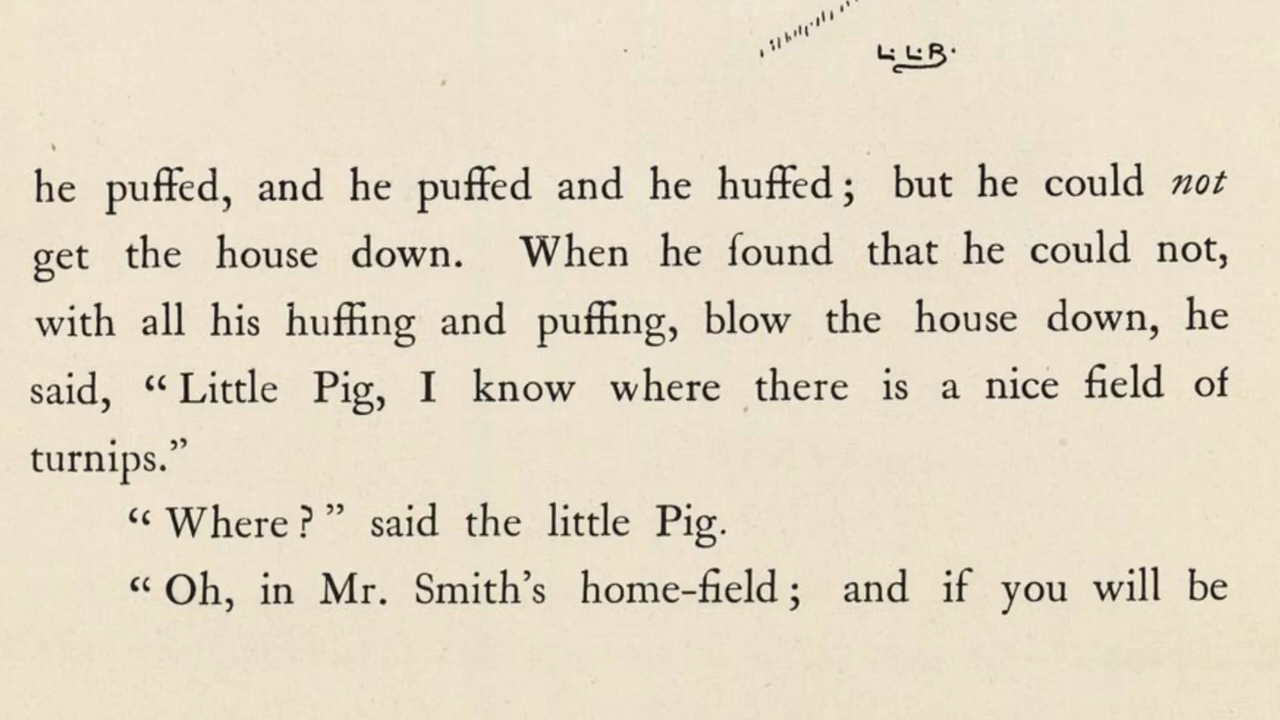 L. L. B.
he puffed, and he puffed and he huffed; but he could not
get the house down. When he found that he could not,
with all his huffing and puffing, blow the house down, he
said, “Little Pig, I know where there is a nice field of
turnips.”
“Where?” said the little Pig.
“Oh, in Mr. Smith’s home-field; and if you will be